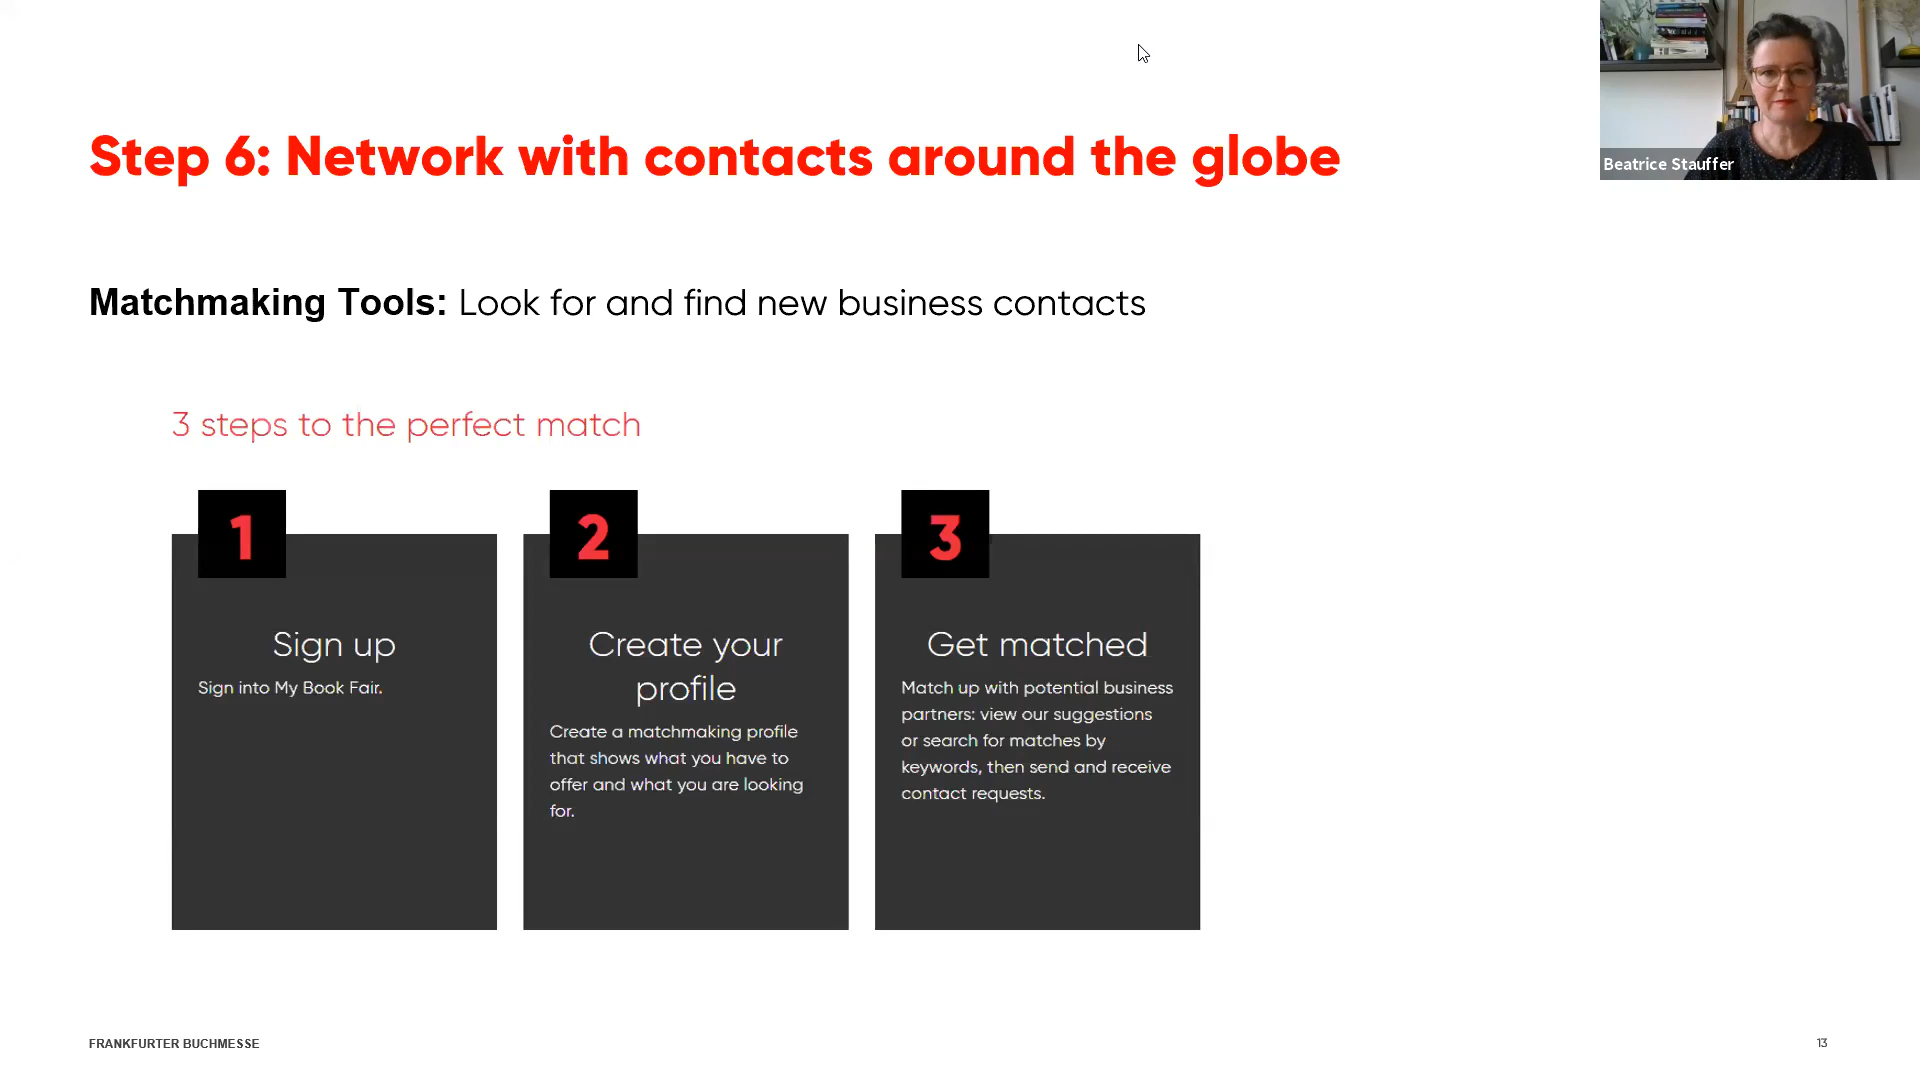 Beatrice Stauffer
Step 6: Network with contacts around the globe
Matchmaking Tools: Look for and find new business contacts
3 steps to the perfect match
1
Sign up
Sign into My Book Fair.
2
Create your
profile
Create a matchmaking profile
that shows what you have to
offer and what you are looking
for.
3
Get matched
Match up with potential business
partners: view our suggestions
or search for matches by
keywords, then send and receive
contact requests.
FRANKFURTER BUCHMESSE
13